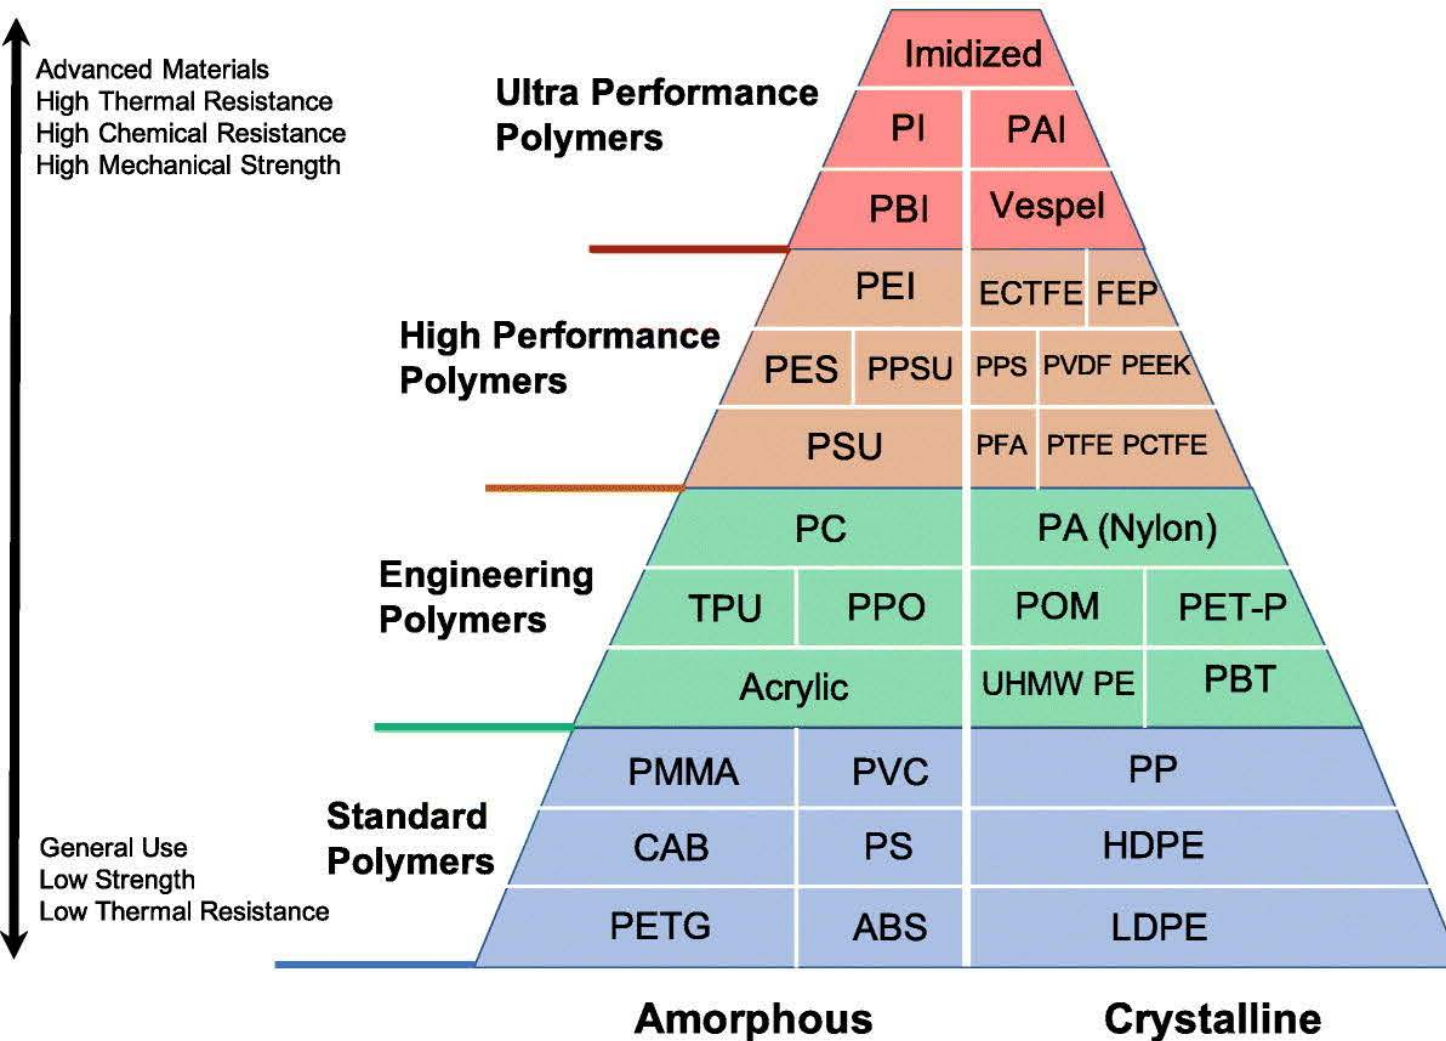 Advanced Materials
High Thermal Resistance
High Chemical Resistance
High Mechanical Strength
Ultra Performance
Polymers
Imidized
PI PAI
PBI Vespel
High Performance
Polymers
PEI ECTFE FEP
PES PPSU PPS PVDF PEEK
PSU PFA PTFE PCTFE
Engineering
Polymers
PC PA (Nylon)
TPU PPO POM PET-P
Acrylic UHMW PE PBT
Standard
Polymers
PMMA PVC PP
CAB PS HDPE
PETG ABS LDPE
General Use
Low Strength
Low Thermal Resistance
Amorphous Crystalline